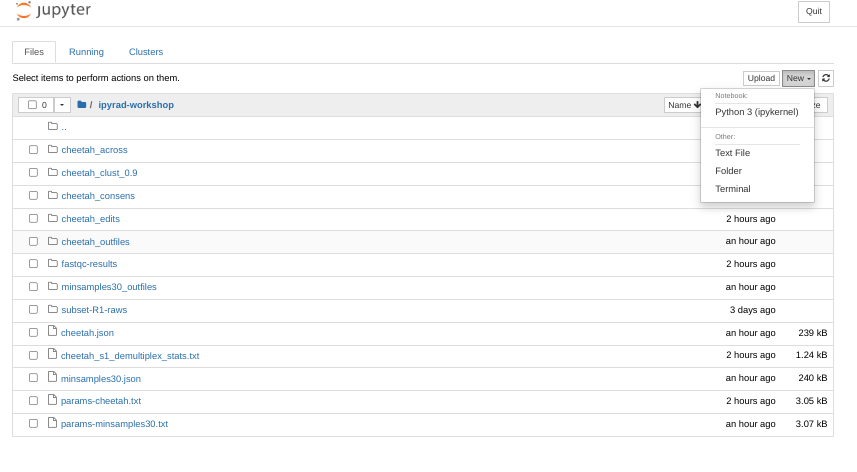 jupyter
Quit
Files Running Clusters
Select items to perform actions on them.
Upload New
0 / ipyrad-workshop Name
Notebook:
Python 3 (ipykernel)
Other:
Text File
Folder
Terminal
..
cheetah_across
cheetah_clust_0.9
cheetah_consens
cheetah_edits 2 hours ago
cheetah_outfiles an hour ago
fastqc-results 2 hours ago
minsamples30_outfiles an hour ago
subset-R1-raws 3 days ago
cheetah.json an hour ago 239 kB
cheetah_s1_demultiplex_stats.txt 2 hours ago 1.24 kB
minsamples30.json an hour ago 240 kB
params-cheetah.txt 2 hours ago 3.05 kB
params-minsamples30.txt an hour ago 3.07 kB